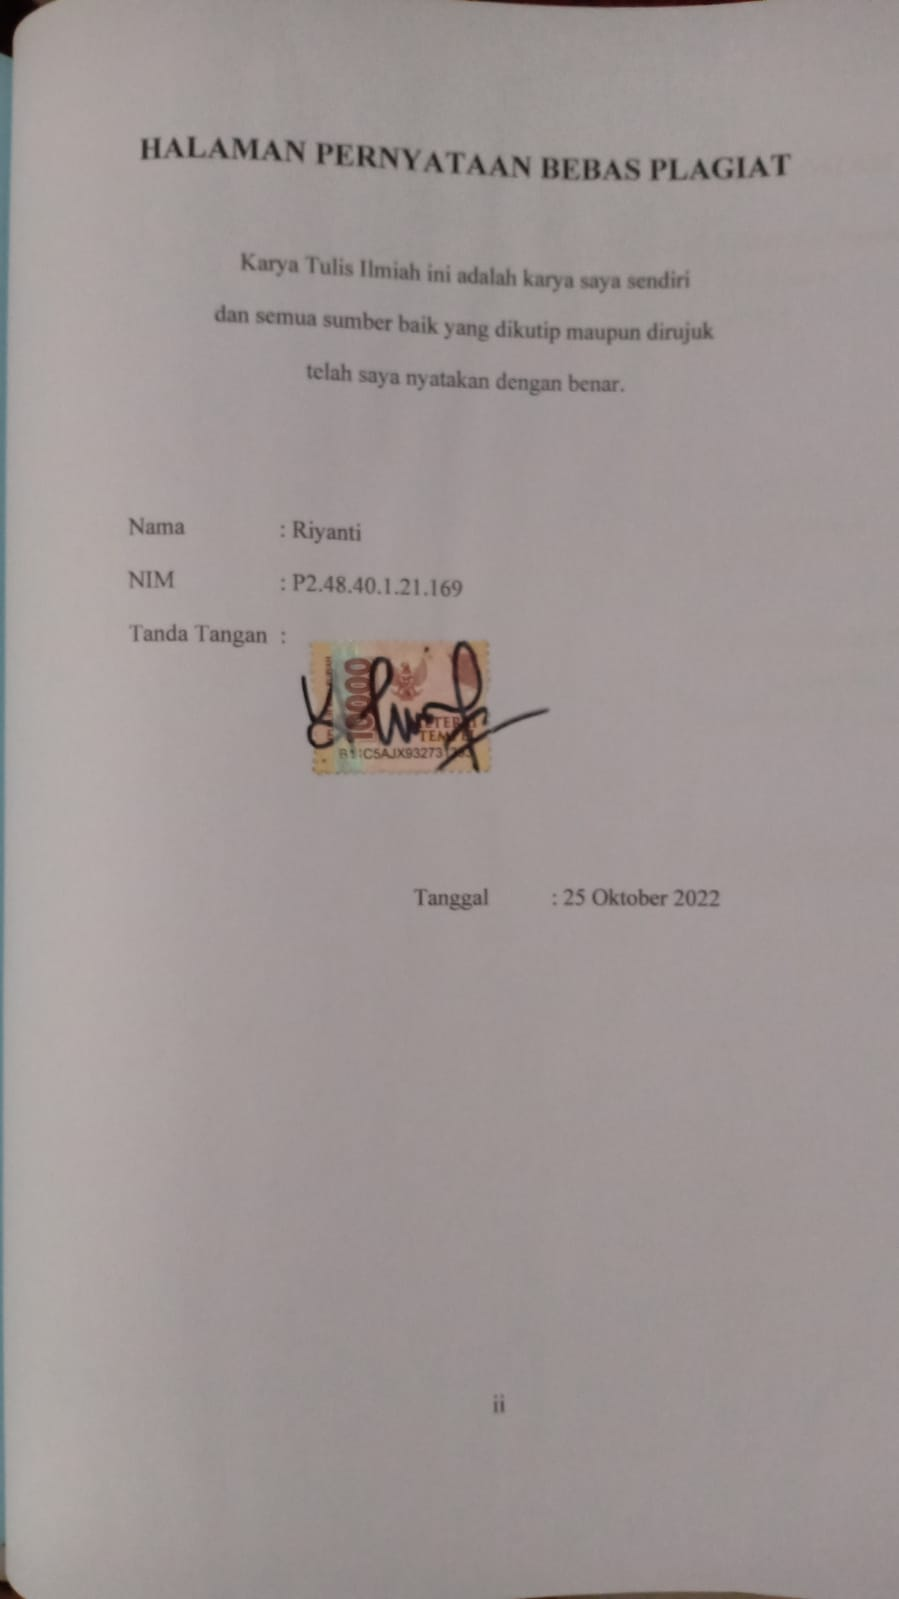 HALAMAN PERNYATAAN BEBAS PLAGIAT
Karya Tulis Ilmiah ini adalah karya saya sendiri
dan semua sumber baik yang dikutip maupun dirujuk
telah saya nyatakan dengan benar.
Nama : Riyanti
NIM : P2.48.40.1.21.169
Tanda Tangan :
10000
Tanggal : 25 Oktober 2022
ii